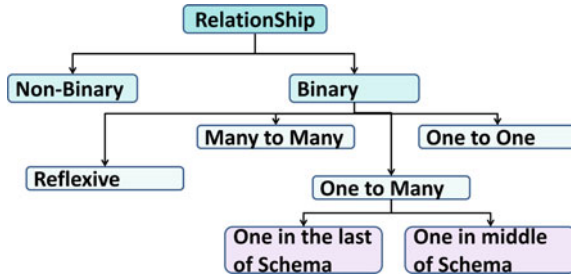 RelationShip
Non-Binary
Binary
Many to Many
One to One
Reflexive
One to Many
One in the last
of Schema
One in middle
of Schema